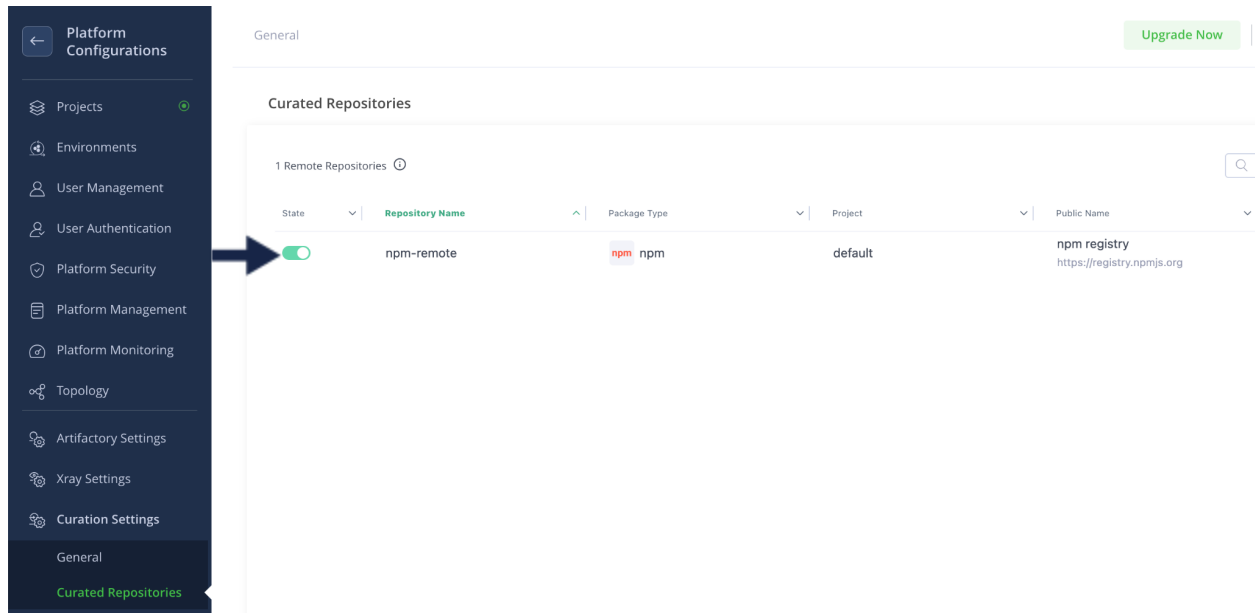 Platform
Configurations
Projects
Environments
User Management
User Authentication
Platform Security
Platform Management
Platform Monitoring
Topology
Artifactory Settings
Xray Settings
Curation Settings
General
Curated Repositories
General
Upgrade Now
Curated Repositories
1 Remote Repositories
State Repository Name Package Type Project Public Name
npm-remote npm npm default npm registry
https://registry.npmjs.org